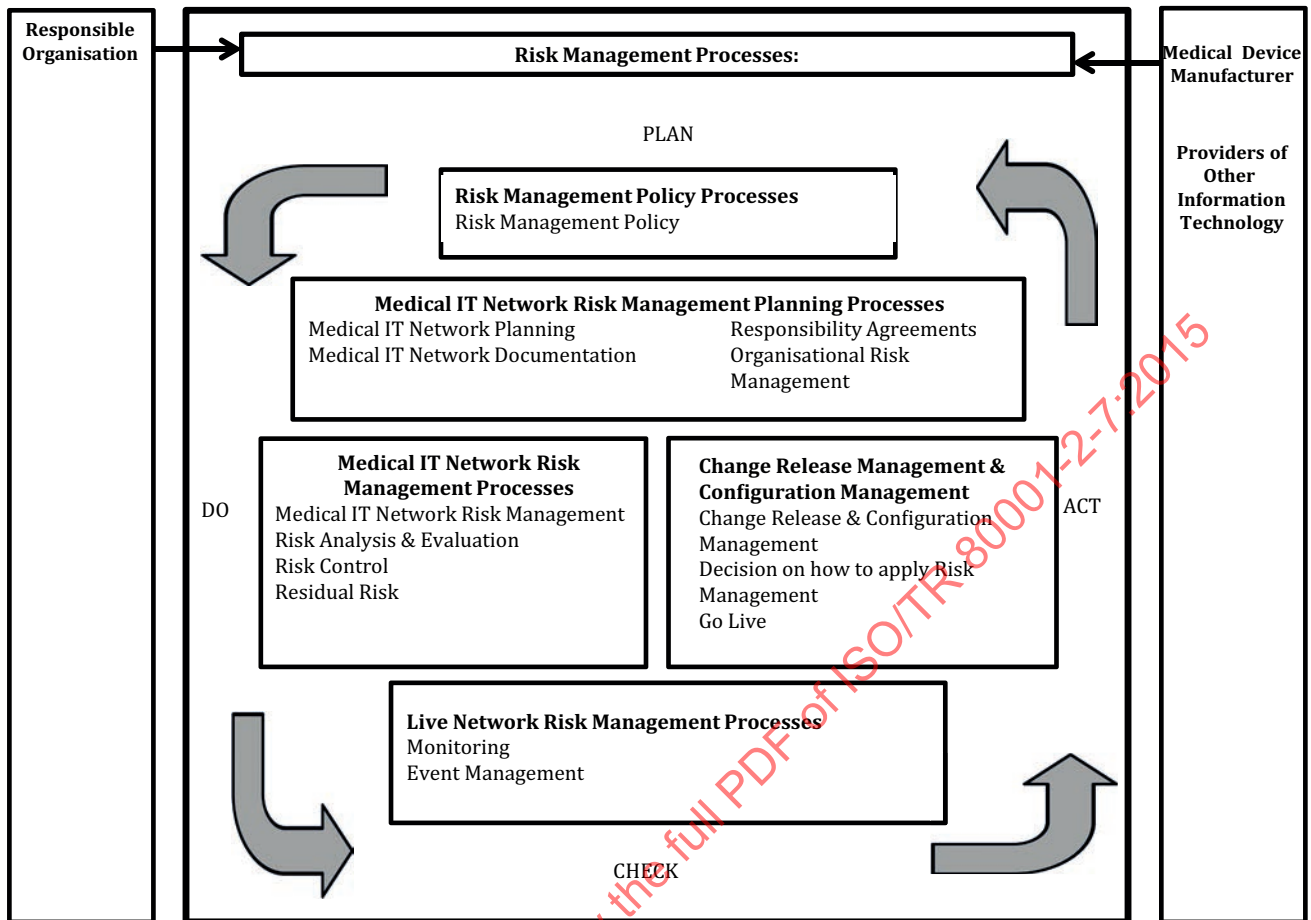 Responsible
Organisation
Risk Management Processes:
Medical Device
Manufacturer
Providers of
Other
Information
Technology
PLAN
Risk Management Policy Processes
Risk Management Policy
Medical IT Network Risk Management Planning Processes
Medical IT Network Planning
Medical IT Network Documentation
Responsibility Agreements
Organisational Risk
Management
DO
Medical IT Network Risk
Management Processes
Medical IT Network Risk Management
Risk Analysis & Evaluation
Risk Control
Residual Risk
Change Release Management &
Configuration Management
Change Release & Configuration
Management
Decision on how to apply Risk
Management
Go Live
ACT
Live Network Risk Management Processes
Monitoring
Event Management
CHECK
the full PDF of ISO/TR 80001-2-7:2015